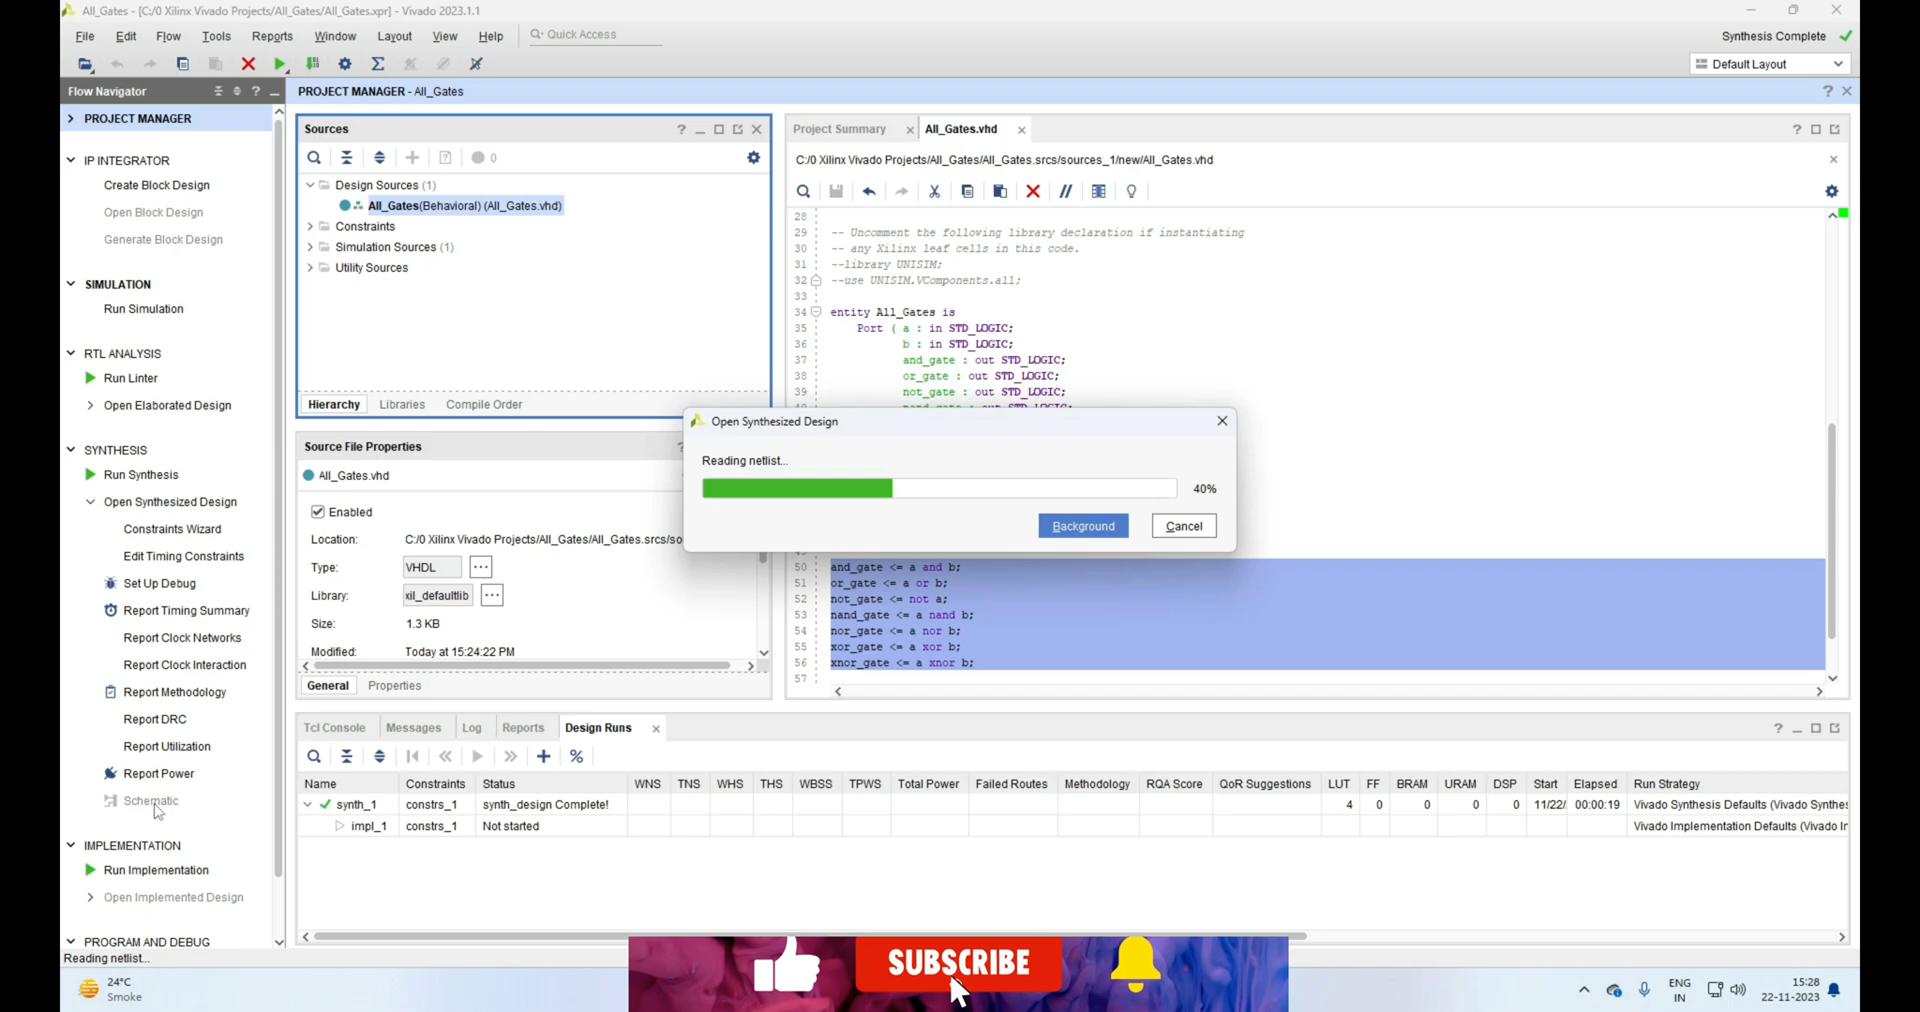 All_Gates - [C:/0 Xilinx Vivado Projects/All_Gates/All_Gates.xpr] - Vivado 2023.1.1
File Edit Flow Tools Reports Window Layout View Help Quick Access
Synthesis Complete
Default Layout
Flow Navigator
PROJECT MANAGER
IP INTEGRATOR
Create Block Design
Open Block Design
Generate Block Design
SIMULATION
Run Simulation
RTL ANALYSIS
Run Linter
Open Elaborated Design
SYNTHESIS
Run Synthesis
Open Synthesized Design
Constraints Wizard
Edit Timing Constraints
Set Up Debug
Report Timing Summary
Report Clock Networks
Report Clock Interaction
Report Methodology
Report DRC
Report Utilization
Report Power
Schematic
IMPLEMENTATION
Run Implementation
Open Implemented Design
PROGRAM AND DEBUG
Reading netlist...
PROJECT MANAGER - All_Gates
Sources
0
Design Sources (1)
All_Gates(Behavioral) (All_Gates.vhd)
Constraints
Simulation Sources (1)
Utility Sources
Hierarchy Libraries Compile Order
Source File Properties
All_Gates.vhd
Enabled
Location: C:/0 Xilinx Vivado Projects/All_Gates/All_Gates.srcs/so
Type: VHDL
Library: xil_defaultlib
Size: 1.3 KB
Modified: Today at 15:24:22 PM
General Properties
Project Summary All_Gates.vhd
C:/0 Xilinx Vivado Projects/All_Gates/All_Gates.srcs/sources_1/new/All_Gates.vhd
28
29 -- Uncomment the following library declaration if instantiating
30 -- any Xilinx leaf cells in this code.
31 --library UNISIM;
32 --use UNISIM.VComponents.all;
33
34 entity All_Gates is
35 Port ( a : in STD_LOGIC;
36 b : in STD_LOGIC;
37 and_gate : out STD_LOGIC;
38 or_gate : out STD_LOGIC;
39 not_gate : out STD_LOGIC;
Open Synthesized Design
Reading netlist...
40%
Background Cancel
50 and_gate <= a and b;
51 or_gate <= a or b;
52 not_gate <= not a;
53 nand_gate <= a nand b;
54 nor_gate <= a nor b;
55 xor_gate <= a xor b;
56 xnor_gate <= a xnor b;
57
Tcl Console Messages Log Reports Design Runs
Name Constraints Status WNS TNS WHS THS WBSS TPWS Total Power Failed Routes Methodology RQA Score QoR Suggestions LUT FF BRAM URAM DSP Start Elapsed Run Strategy
synth_1 constrs_1 synth_design Complete! 4 0 0 0 0 11/22/ 00:00:19 Vivado Synthesis Defaults (Vivado Synthes
impl_1 constrs_1 Not started Vivado Implementation Defaults (Vivado Ir
SUBSCRIBE
24°C
Smoke
ENG
IN
15:28
22-11-2023